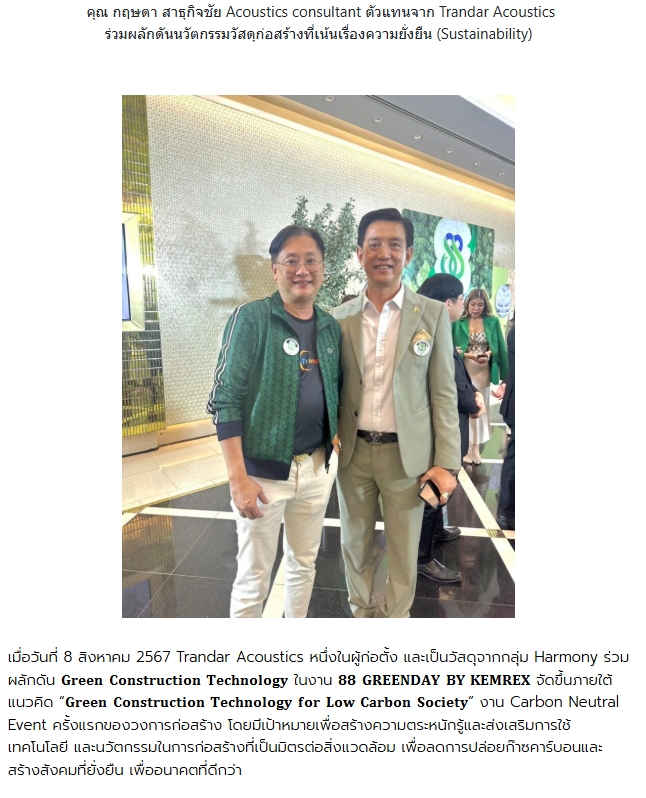 คุณ กฤษดา สาธุกิจชัย Acoustics consultant ตัวแทนจาก Trandar Acoustics
ร่วมผลักดันนวัตกรรมวัสดุก่อสร้างที่เน้นเรื่องความยั่งยืน (Sustainability)
เมื่อวันที่ 8 สิงหาคม 2567 Trandar Acoustics หนึ่งในผู้ก่อตั้ง และเป็นวัสดุจากกลุ่ม Harmony ร่วม
ผลักดัน Green Construction Technology ในงาน 88 GREENDAY BY KEMREX จัดขึ้นภายใต้
แนวคิด “Green Construction Technology for Low Carbon Society” งาน Carbon Neutral
Event ครั้งแรกของวงการก่อสร้าง โดยมีเป้าหมายเพื่อสร้างความตระหนักรู้และส่งเสริมการใช้
เทคโนโลยี และนวัตกรรมในการก่อสร้างที่เป็นมิตรต่อสิ่งแวดล้อม เพื่อลดการปล่อยก๊าซคาร์บอนและ
สร้างสังคมที่ยั่งยืน เพื่ออนาคตที่ดีกว่า